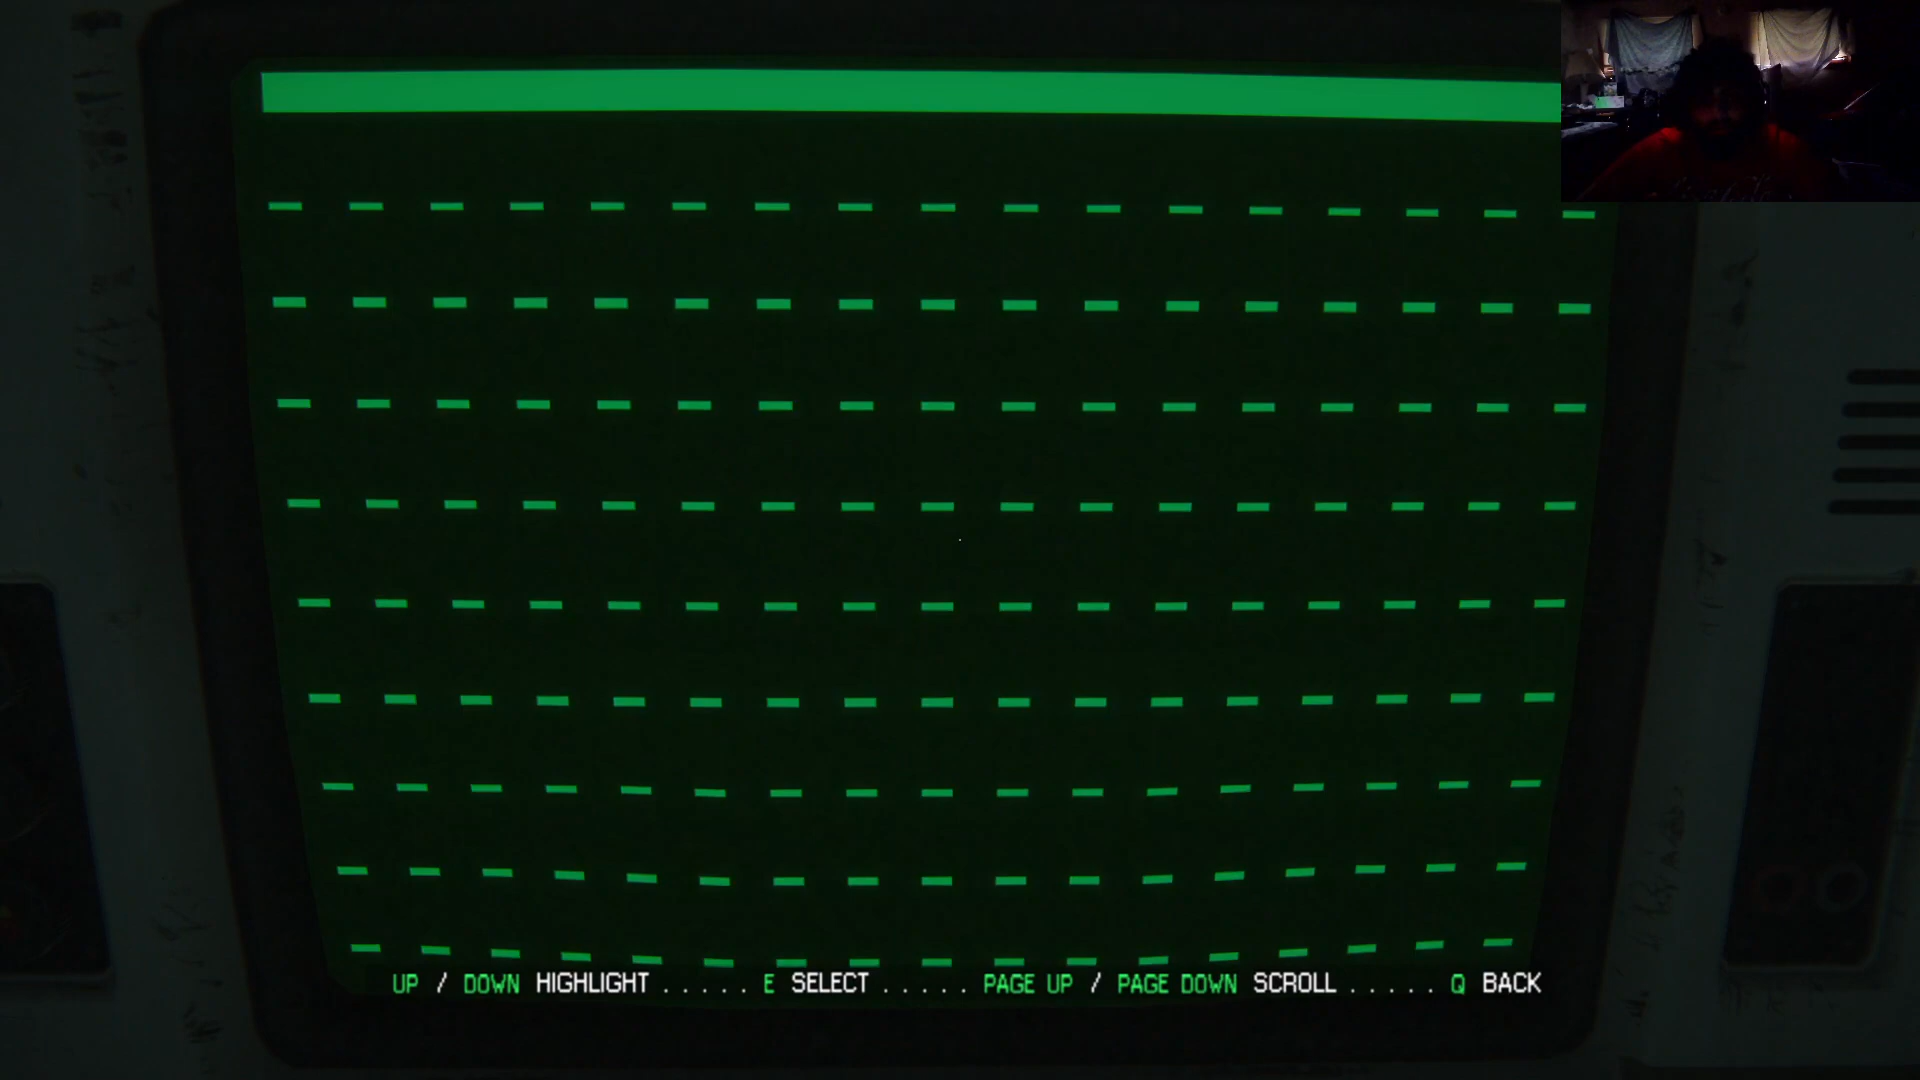 UP / DOWN HIGHLIGHT ..... E SELECT ..... PAGE UP / PAGE DOWN SCROLL ..... Q BACK